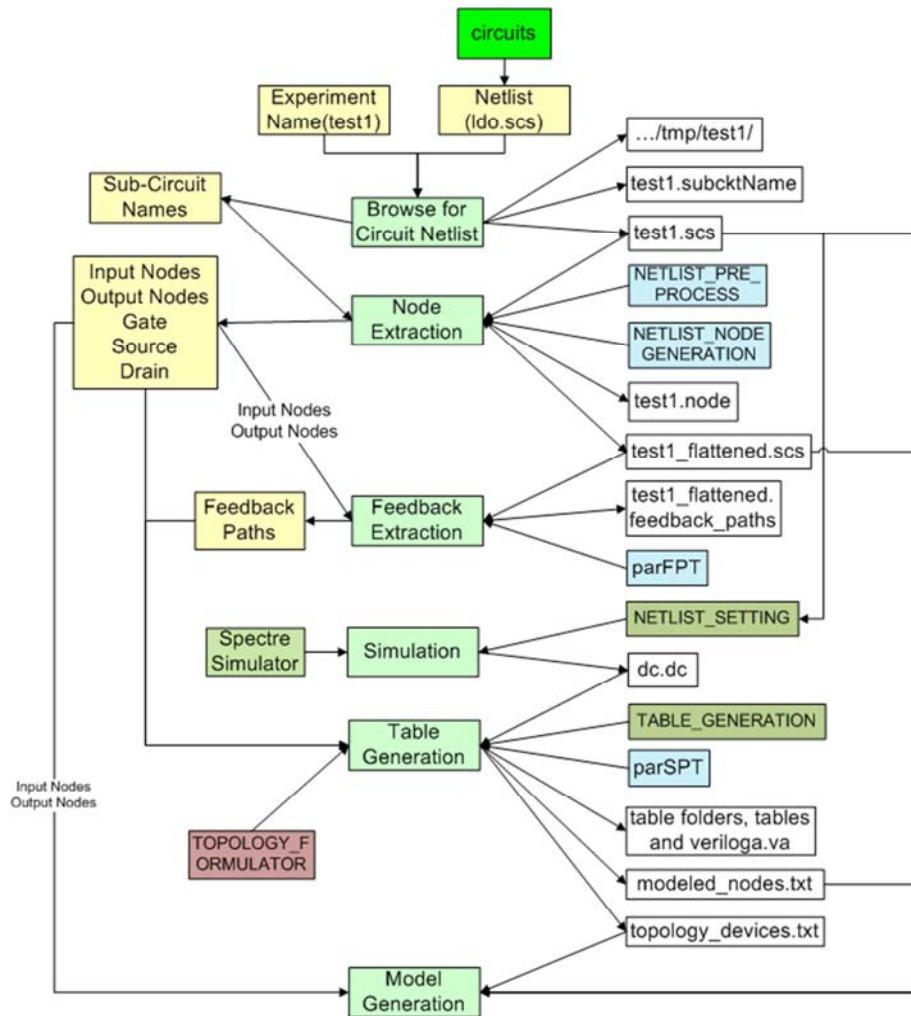 circuits
Experiment
Name(test1)
Netlist
(ldo.scs)
.../tmp/test1/
Sub-Circuit
Names
Browse for
Circuit Netlist
test1.subcktName
test1.scs
Input Nodes
Output Nodes
Gate
Source
Drain
Node
Extraction
NETLIST_PRE_
PROCESS
NETLIST_NODE
GENERATION
test1.node
Input Nodes
Output Nodes
test1_flattened.scs
Feedback
Paths
Feedback
Extraction
test1_flattened.
feedback_paths
parFPT
NETLIST_SETTING
Spectre
Simulator
Simulation
dc.dc
Table
Generation
TABLE_GENERATION
parSPT
Input Nodes
Output Nodes
TOPOLOGY_F
ORMULATOR
table folders, tables
and veriloga.va
modeled_nodes.txt
topology_devices.txt
Model
Generation